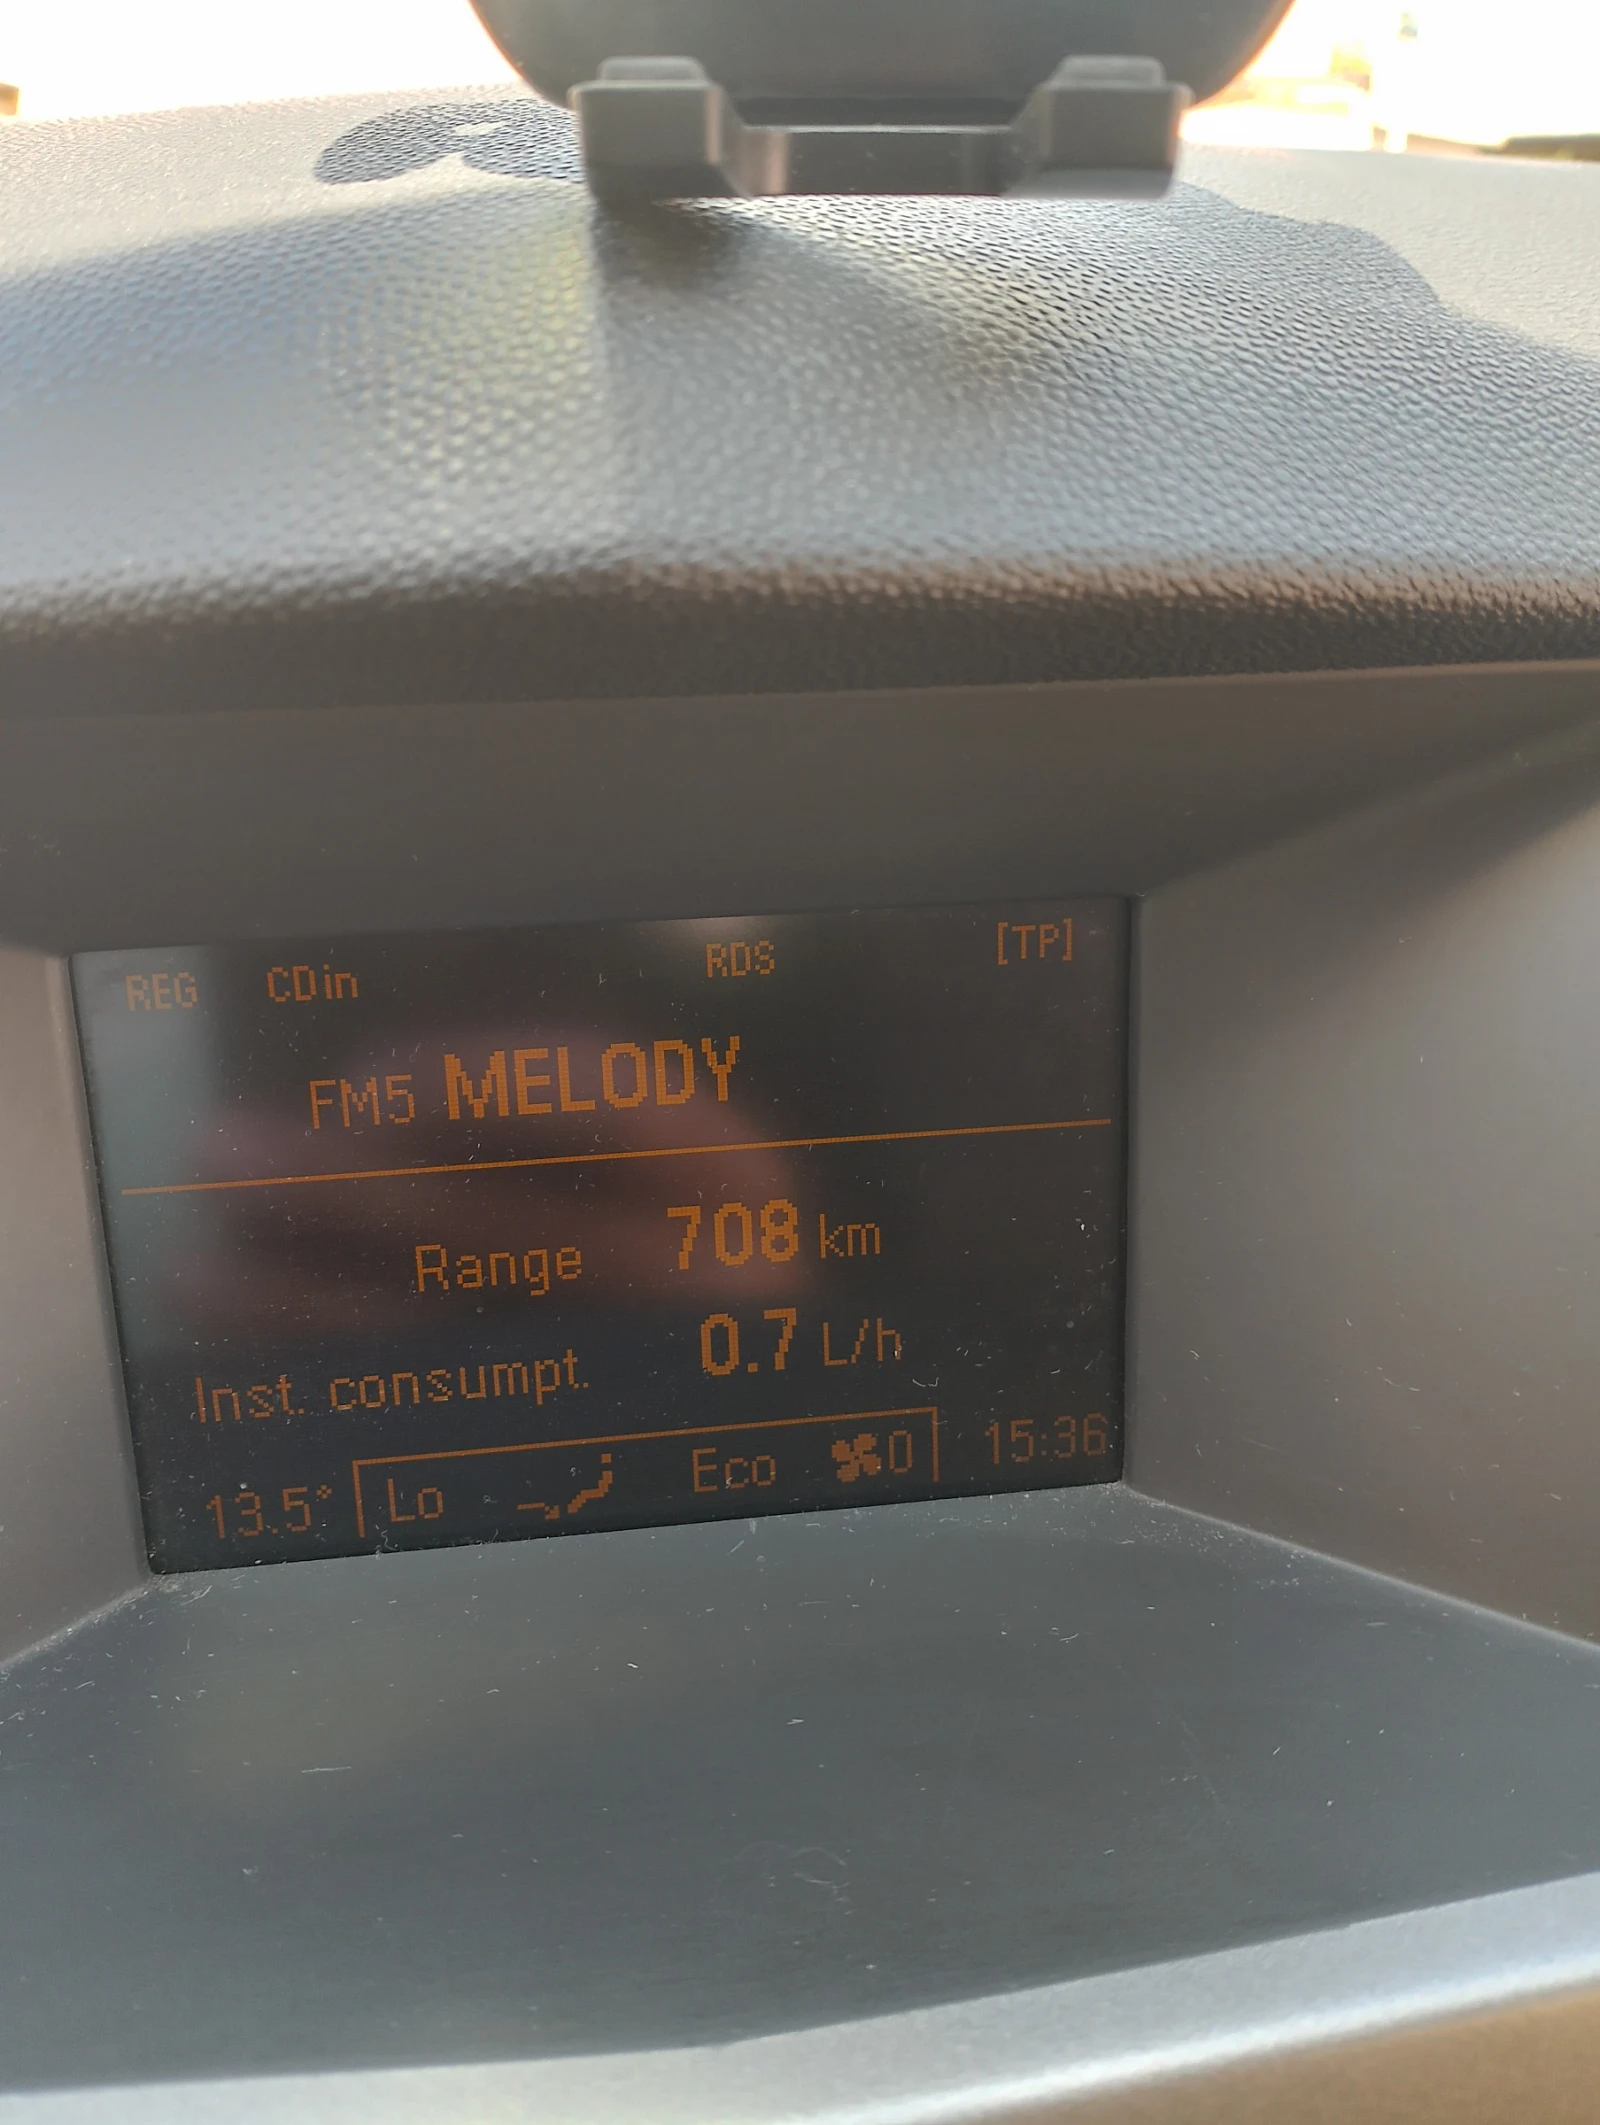 REG CDin RDS [TP]
FM5 MELODY
Range 708 km
Inst. consumpt. 0.7 L/h
13.5° Lo Eco 0 15:36